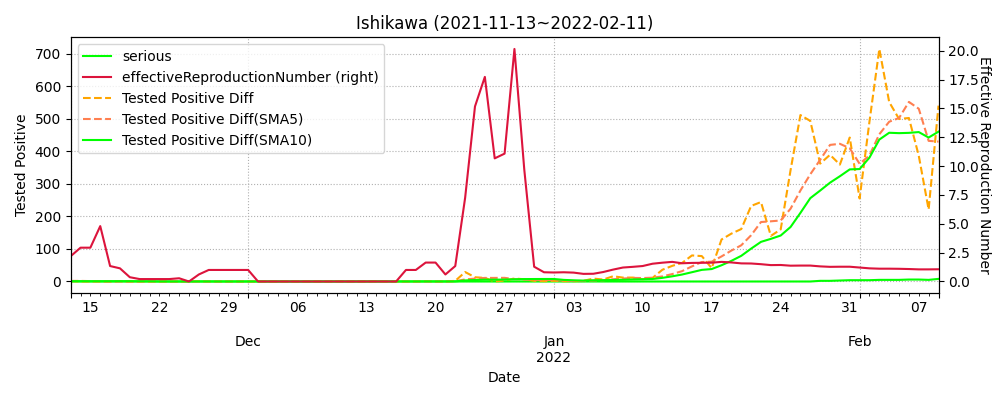 Ishikawa (2021-11-13~2022-02-11)
serious
effectiveReproductionNumber (right)
Tested Positive Diff
Tested Positive Diff(SMA5)
Tested Positive Diff(SMA10)
Tested Positive
700
600
500
400
300
200
100
0
20.0
17.5
15.0
12.5
10.0
7.5
5.0
2.5
0.0
Effective Reproduction Number
15 22 29 06 13 20 27 03 10 17 24 31 07
Dec Jan Feb
2022
Date